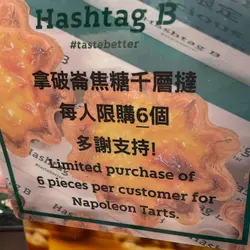 Hashtag B
#tastebetter
拿破崙焦糖千層撻
每人限購6個
多謝支持!
Limited purchase of
6 pieces per customer for
Napoleon Tarts.